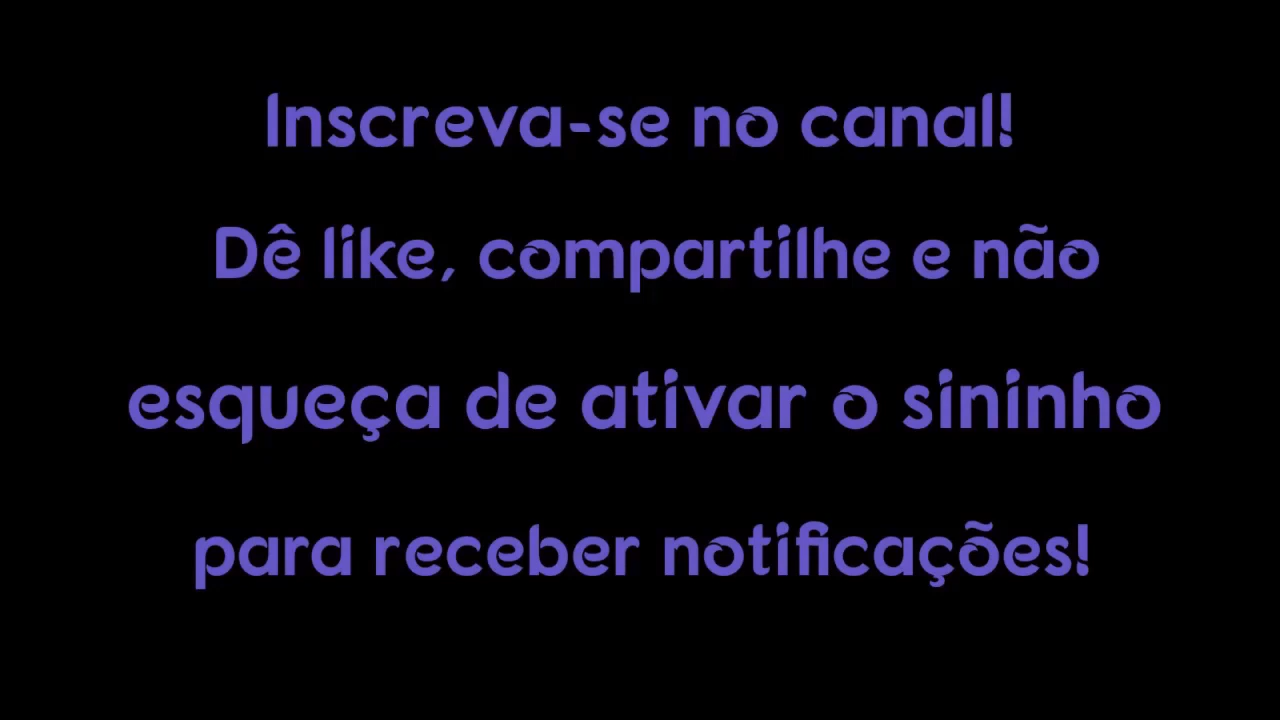 Inscreva-se no canal!
Dê like, compartilhe e não
esqueça de ativar o sininho
para receber notificações!